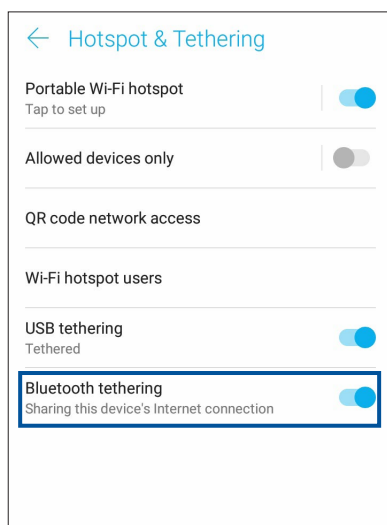 Hotspot & Tethering
Portable Wi-Fi hotspot
Tap to set up
Allowed devices only
QR code network access
Wi-Fi hotspot users
USB tethering
Tethered
Bluetooth tethering
Sharing this device's Internet connection